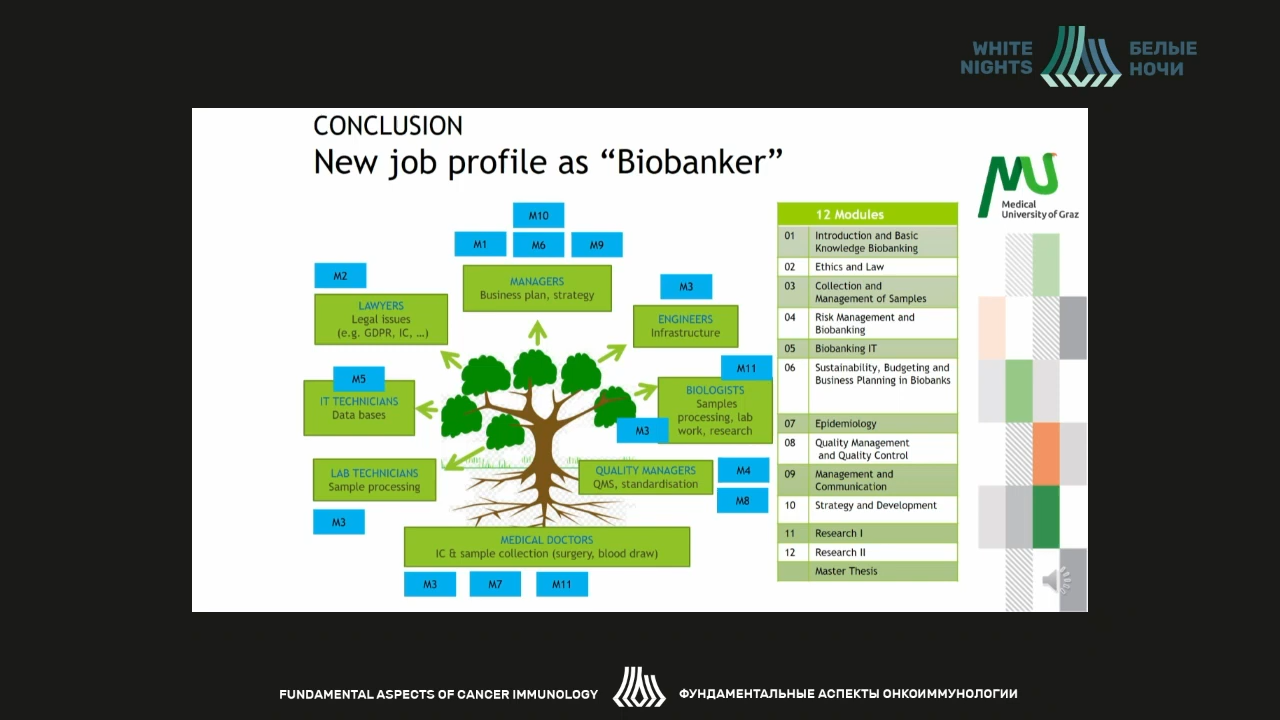 WHITE
NIGHTS
БЕЛЫЕ
НОЧИ
CONCLUSION
New job profile as “Biobanker”
MUG
Medical
University of Graz
M10
M1
M6
M9
MANAGERS
Business plan, strategy
M2
LAWYERS
Legal issues
(e.g. GDPR, IC, …)
M3
ENGINEERS
Infrastructure
M5
IT TECHNICIANS
Data bases
M11
BIOLOGISTS
Samples
processing, lab
work, research
M3
LAB TECHNICIANS
Sample processing
M3
QUALITY MANAGERS
QMS, standardisation
M4
M8
MEDICAL DOCTORS
IC & sample collection (surgery, blood draw)
M3
M7
M11
12 Modules
01 Introduction and Basic
Knowledge Biobanking
02 Ethics and Law
03 Collection and
Management of Samples
04 Risk Management and
Biobanking
05 Biobanking IT
06 Sustainability, Budgeting and
Business Planning in Biobanks
07 Epidemiology
08 Quality Management
and Quality Control
09 Management and
Communication
10 Strategy and Development
11 Research I
12 Research II
Master Thesis
FUNDAMENTAL ASPECTS OF CANCER IMMUNOLOGY
ФУНДАМЕНТАЛЬНЫЕ АСПЕКТЫ ОНКОИММУНОЛОГИИ